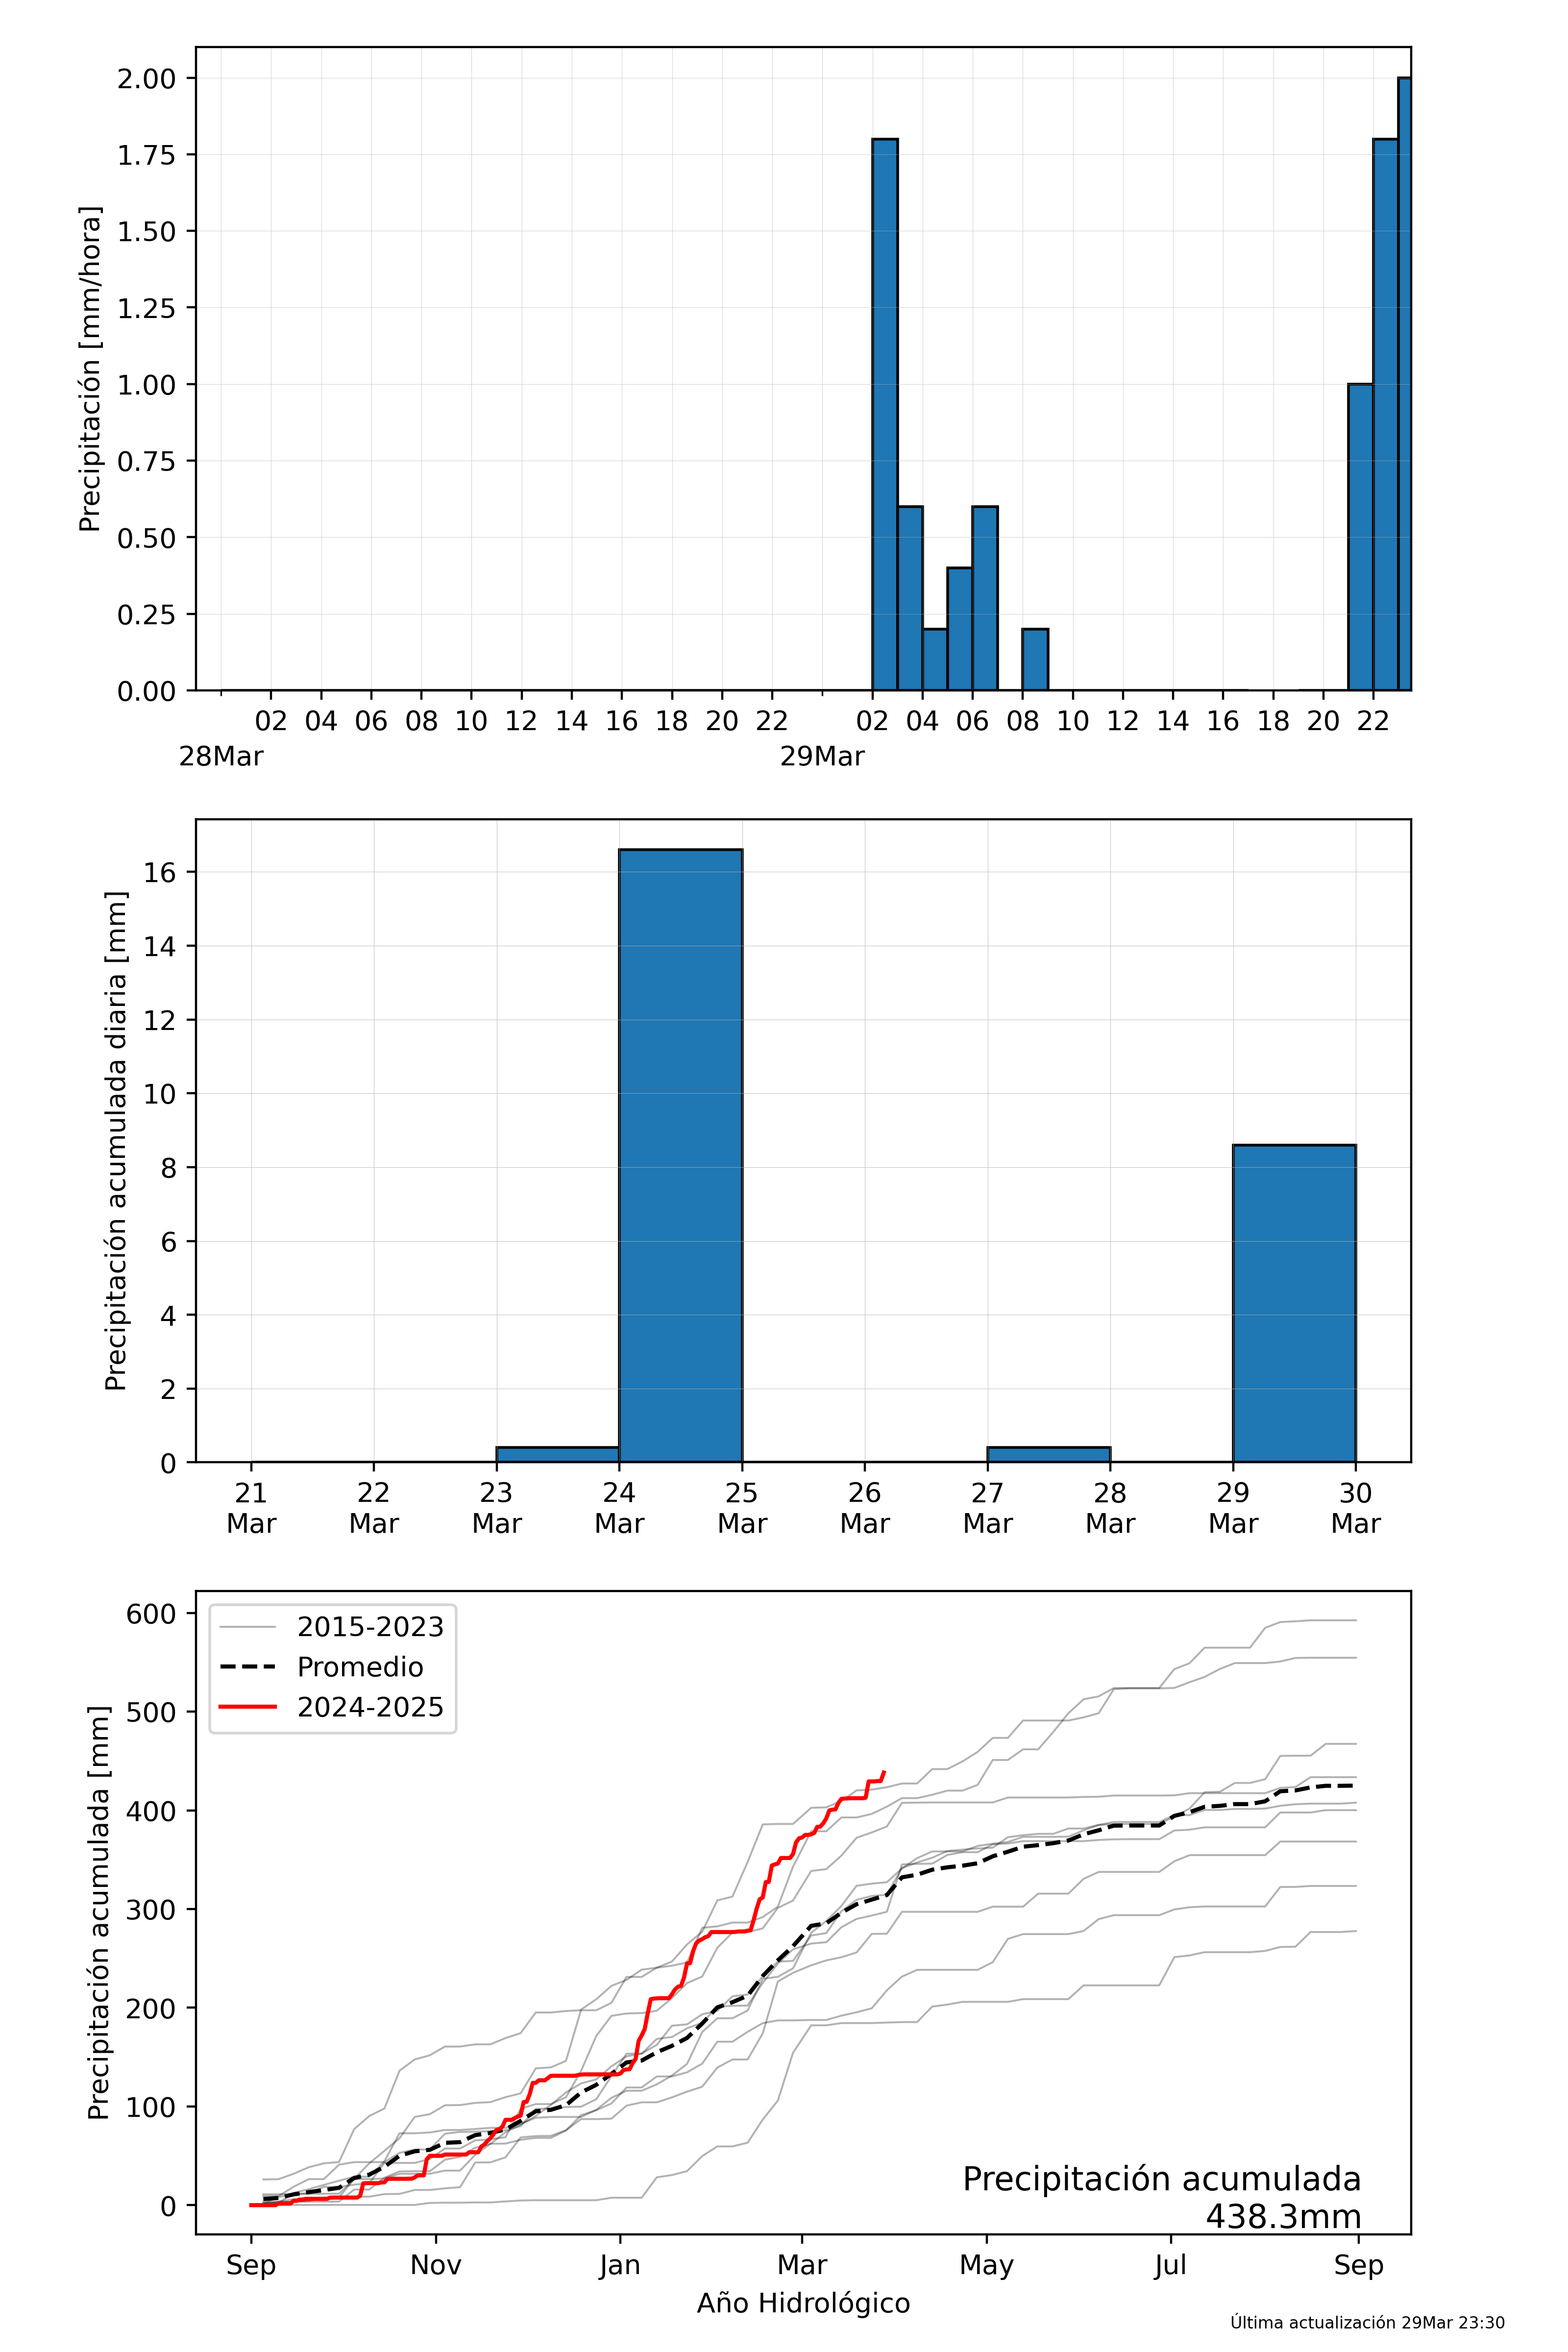 2.00
1.75
1.50
1.25
1.00
0.75
0.50
0.25
0.00
Precipitación [mm/hora]
02 04 06 08 10 12 14 16 18 20 22 02 04 06 08 10 12 14 16 18 20 22
28Mar 29Mar
16
14
12
10
8
6
4
2
0
Precipitación acumulada diaria [mm]
21 22 23 24 25 26 27 28 29 30
Mar Mar Mar Mar Mar Mar Mar Mar Mar Mar
600
500
400
300
200
100
0
Precipitación acumulada [mm]
2015-2023
Promedio
2024-2025
Precipitación acumulada
438.3mm
Sep Nov Jan Mar May Jul Sep
Año Hidrológico
Última actualización 29Mar 23:30